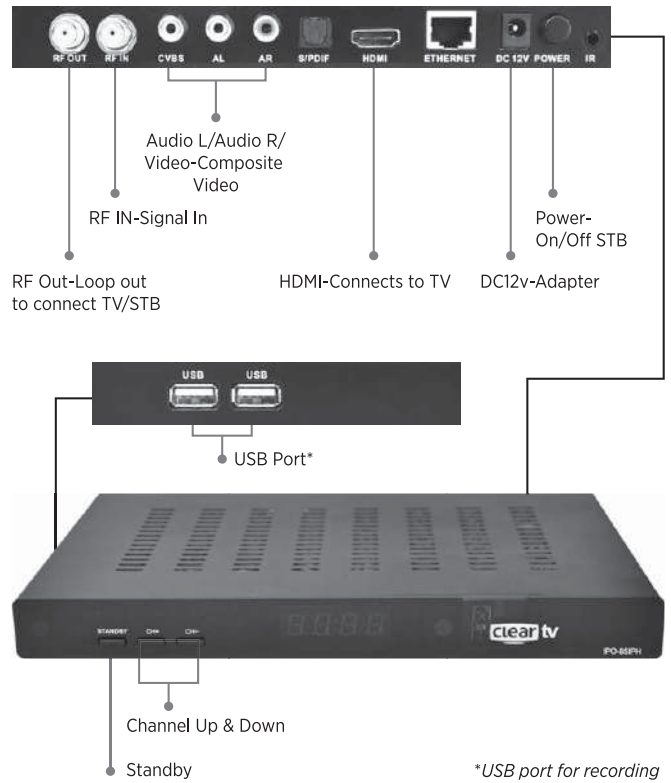 RF OUT RF IN CVBS AL AR S/PDIF HDMI ETHERNET DC 12V POWER IR
Audio L/Audio R/
Video-Composite
Video
RF IN-Signal In
Power-
On/Off STB
RF Out-Loop out
to connect TV/STB
HDMI-Connects to TV
DC12v-Adapter
USB USB
USB Port*
STANDBY CH+ CH-
clear tv
IPO-85IPH
Channel Up & Down
Standby
*USB port for recording